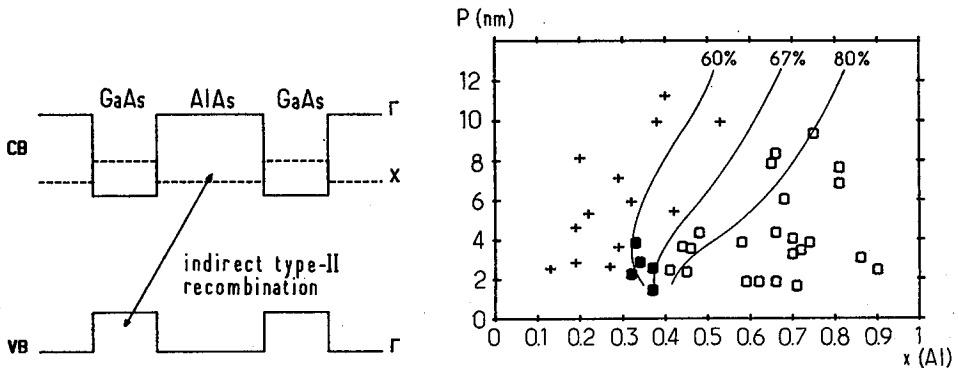 GaAs AlAs GaAs
Γ
CB
X
indirect type-II
recombination
VB
Γ
P (nm)
60% 67% 80%
12
10
8
6
4
2
0
0 0.1 0.2 0.3 0.4 0.5 0.6 0.7 0.8 0.9 1
x (Al)